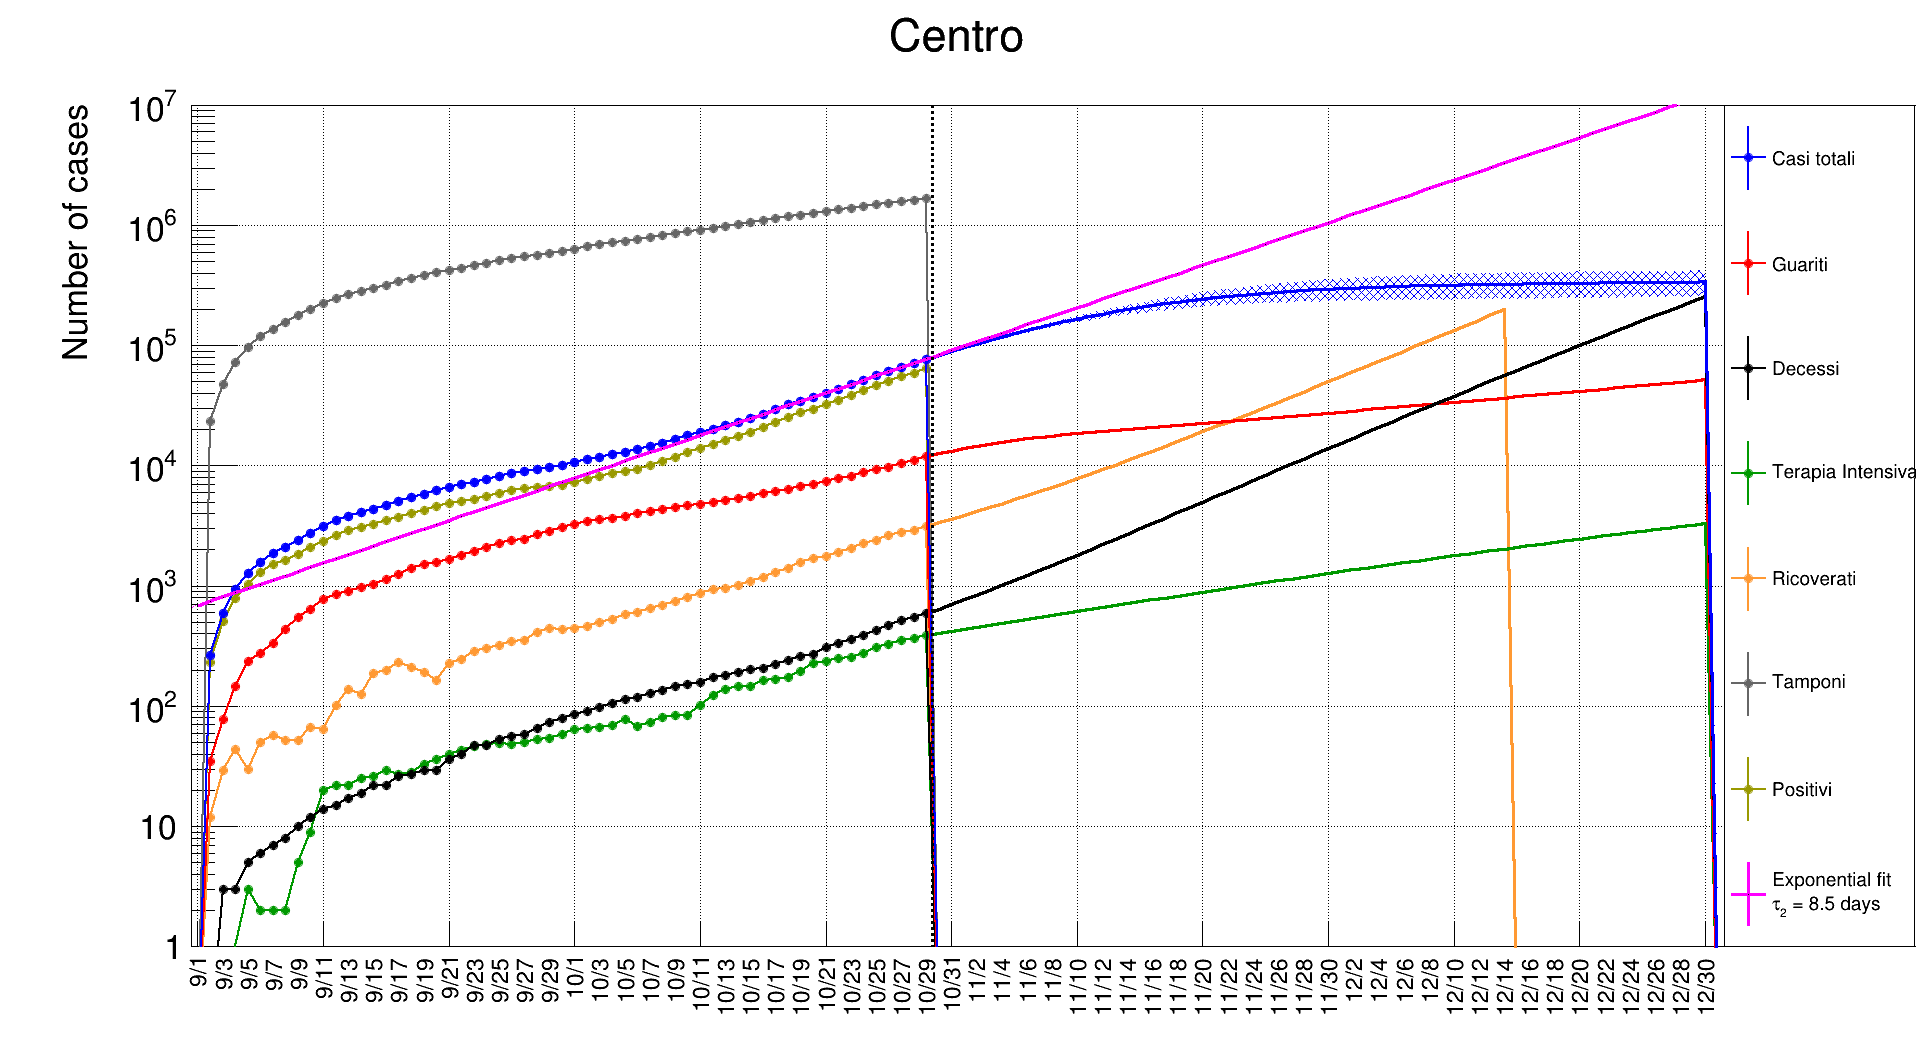 Centro
Number of cases
10^7
10^6
10^5
10^4
10^3
10^2
10
1
9/1 9/3 9/5 9/7 9/9 9/11 9/13 9/15 9/17 9/19 9/21 9/23 9/25 9/27 9/29 10/1 10/3 10/5 10/7 10/9 10/11 10/13 10/15 10/17 10/19 10/21 10/23 10/25 10/27 10/29 10/31 11/2 11/4 11/6 11/8 11/10 11/12 11/14 11/16 11/18 11/20 11/22 11/24 11/26 11/28 11/30 12/2 12/4 12/6 12/8 12/10 12/12 12/14 12/16 12/18 12/20 12/22 12/24 12/26 12/28 12/30
Casi totali
Guariti
Decessi
Terapia Intensiva
Ricoverati
Tamponi
Positivi
Exponential fit
τ_2 = 8.5 days